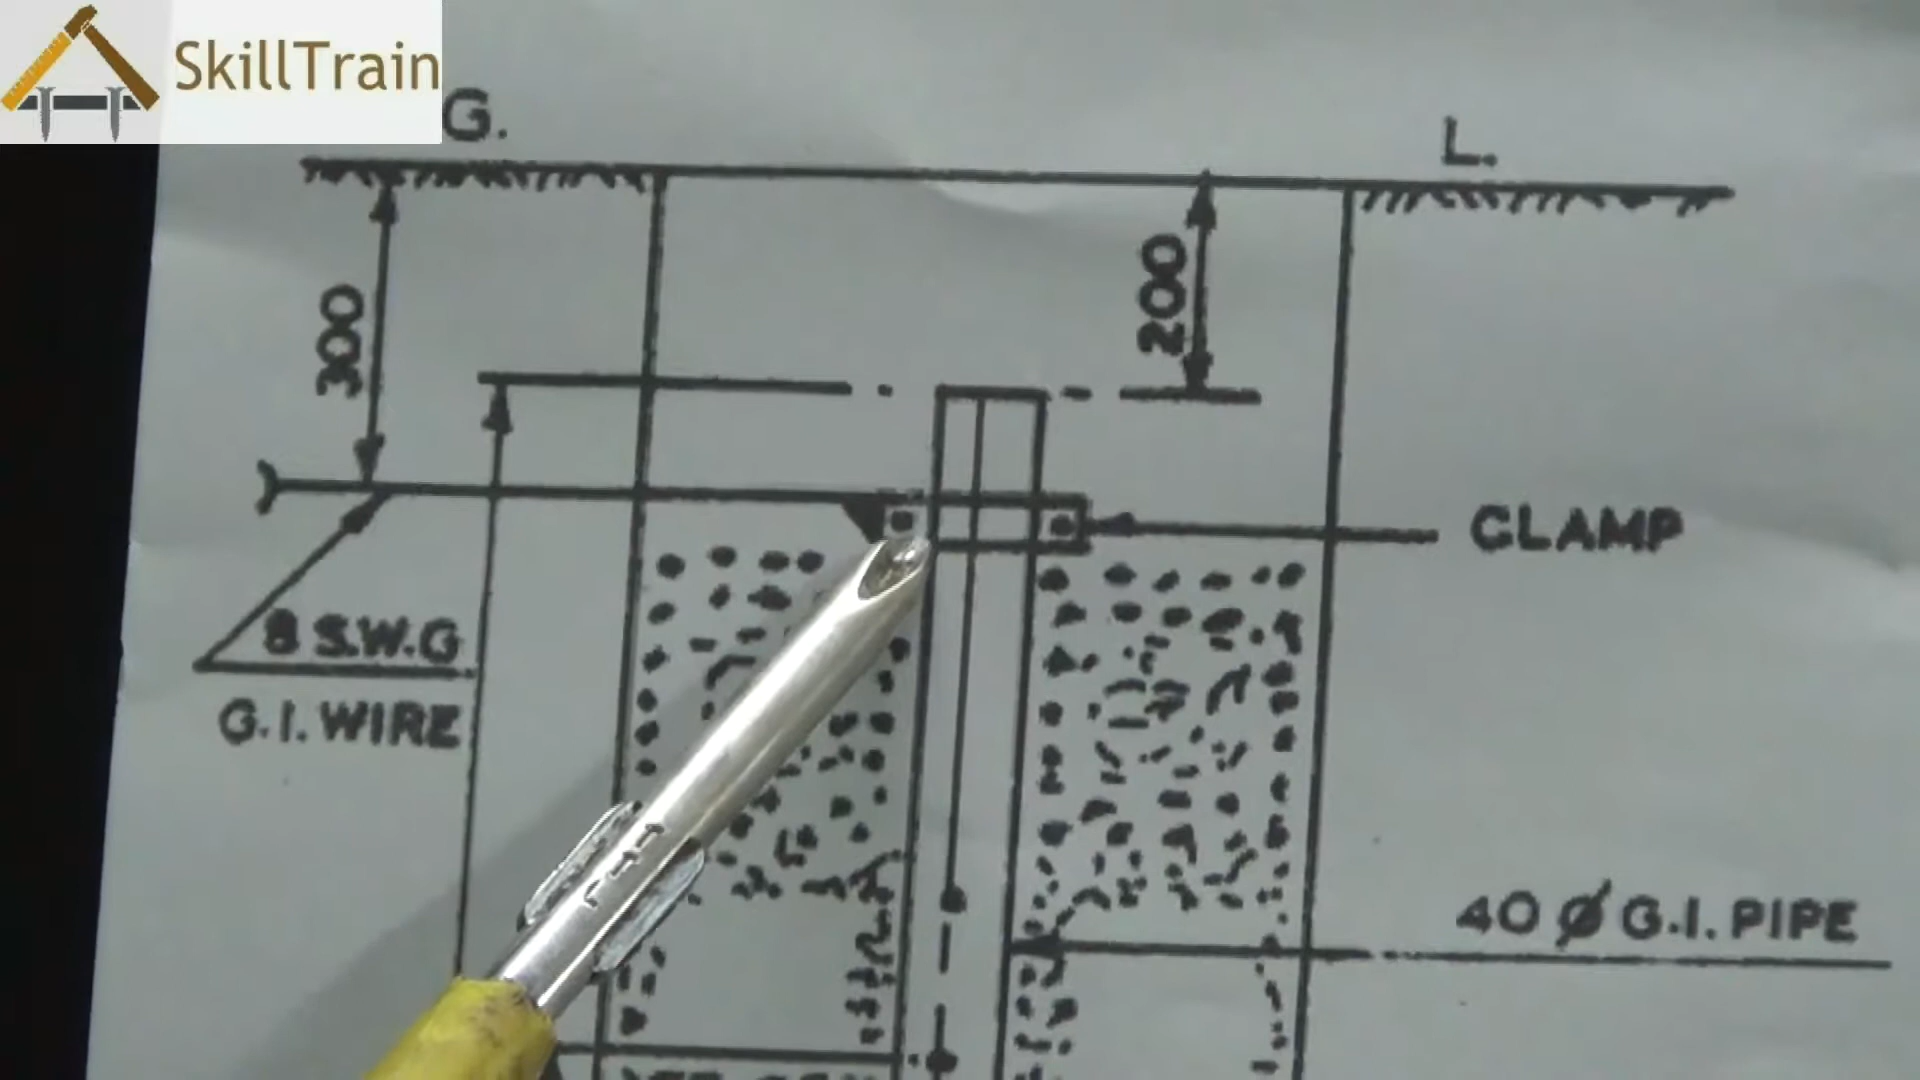 SkillTrain
G.
L.
300
200
CLAMP
8 S.W.G
G.I. WIRE
40 Ø G.I. PIPE